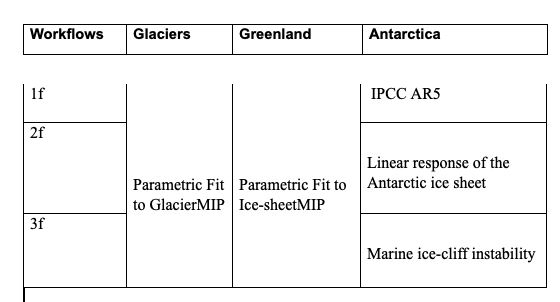 Workflows Glaciers Greenland Antarctica
1f IPCC AR5
2f
Linear response of the
Parametric Fit Parametric Fit to Antarctic ice sheet
to GlacierMIP Ice-sheetMIP
3f
Marine ice-cliff instability